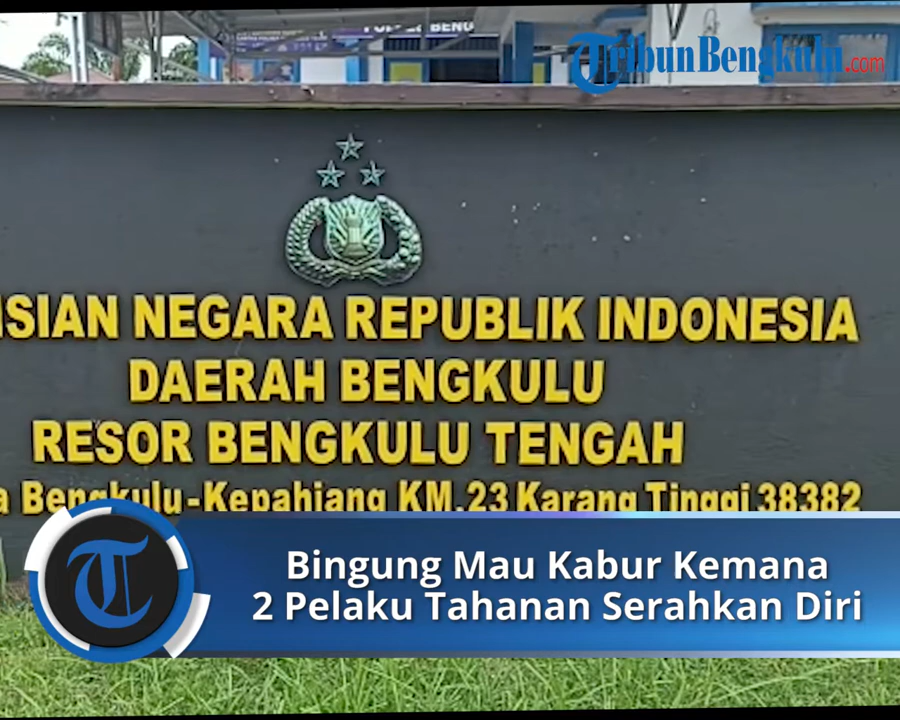 TribunBengkulu.com
NEGARA REPUBLIK INDONESIA
DAERAH BENGKULU
RESOR BENGKULU TENGAH
Bengkulu-Kepahiang KM.23 Karang Tinggi 38382
Bingung Mau Kabur Kemana
2 Pelaku Tahanan Serahkan Diri